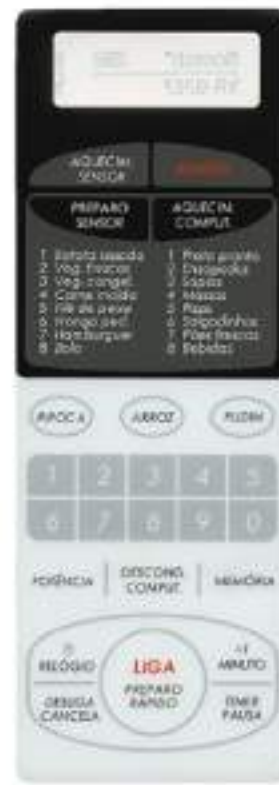 AQUECIM.
SENSOR
PREPARO
SENSOR
AQUECIM.
COMPUT.
1 Batata assada
2 Veg. frescos
3 Veg. congel.
4 Carne moída
5 Filé de peixe
6 Frango ped.
7 Hambúrguer
8 Bolo
1 Prato pronto
2 Ensopados
3 Sopas
4 Massas
5 Pizza
6 Salgadinhos
7 Pães frescos
8 Bebidas
PIPOCA
ARROZ
PUDIM
1 2 3 4 5
6 7 8 9 0
POTÊNCIA
DESCONG.
COMPUT.
MEMÓRIA
RELÓGIO
DESLIGA
CANCELA
LIGA
PREPARO
RÁPIDO
+1
MINUTO
TIMER
PAUSA